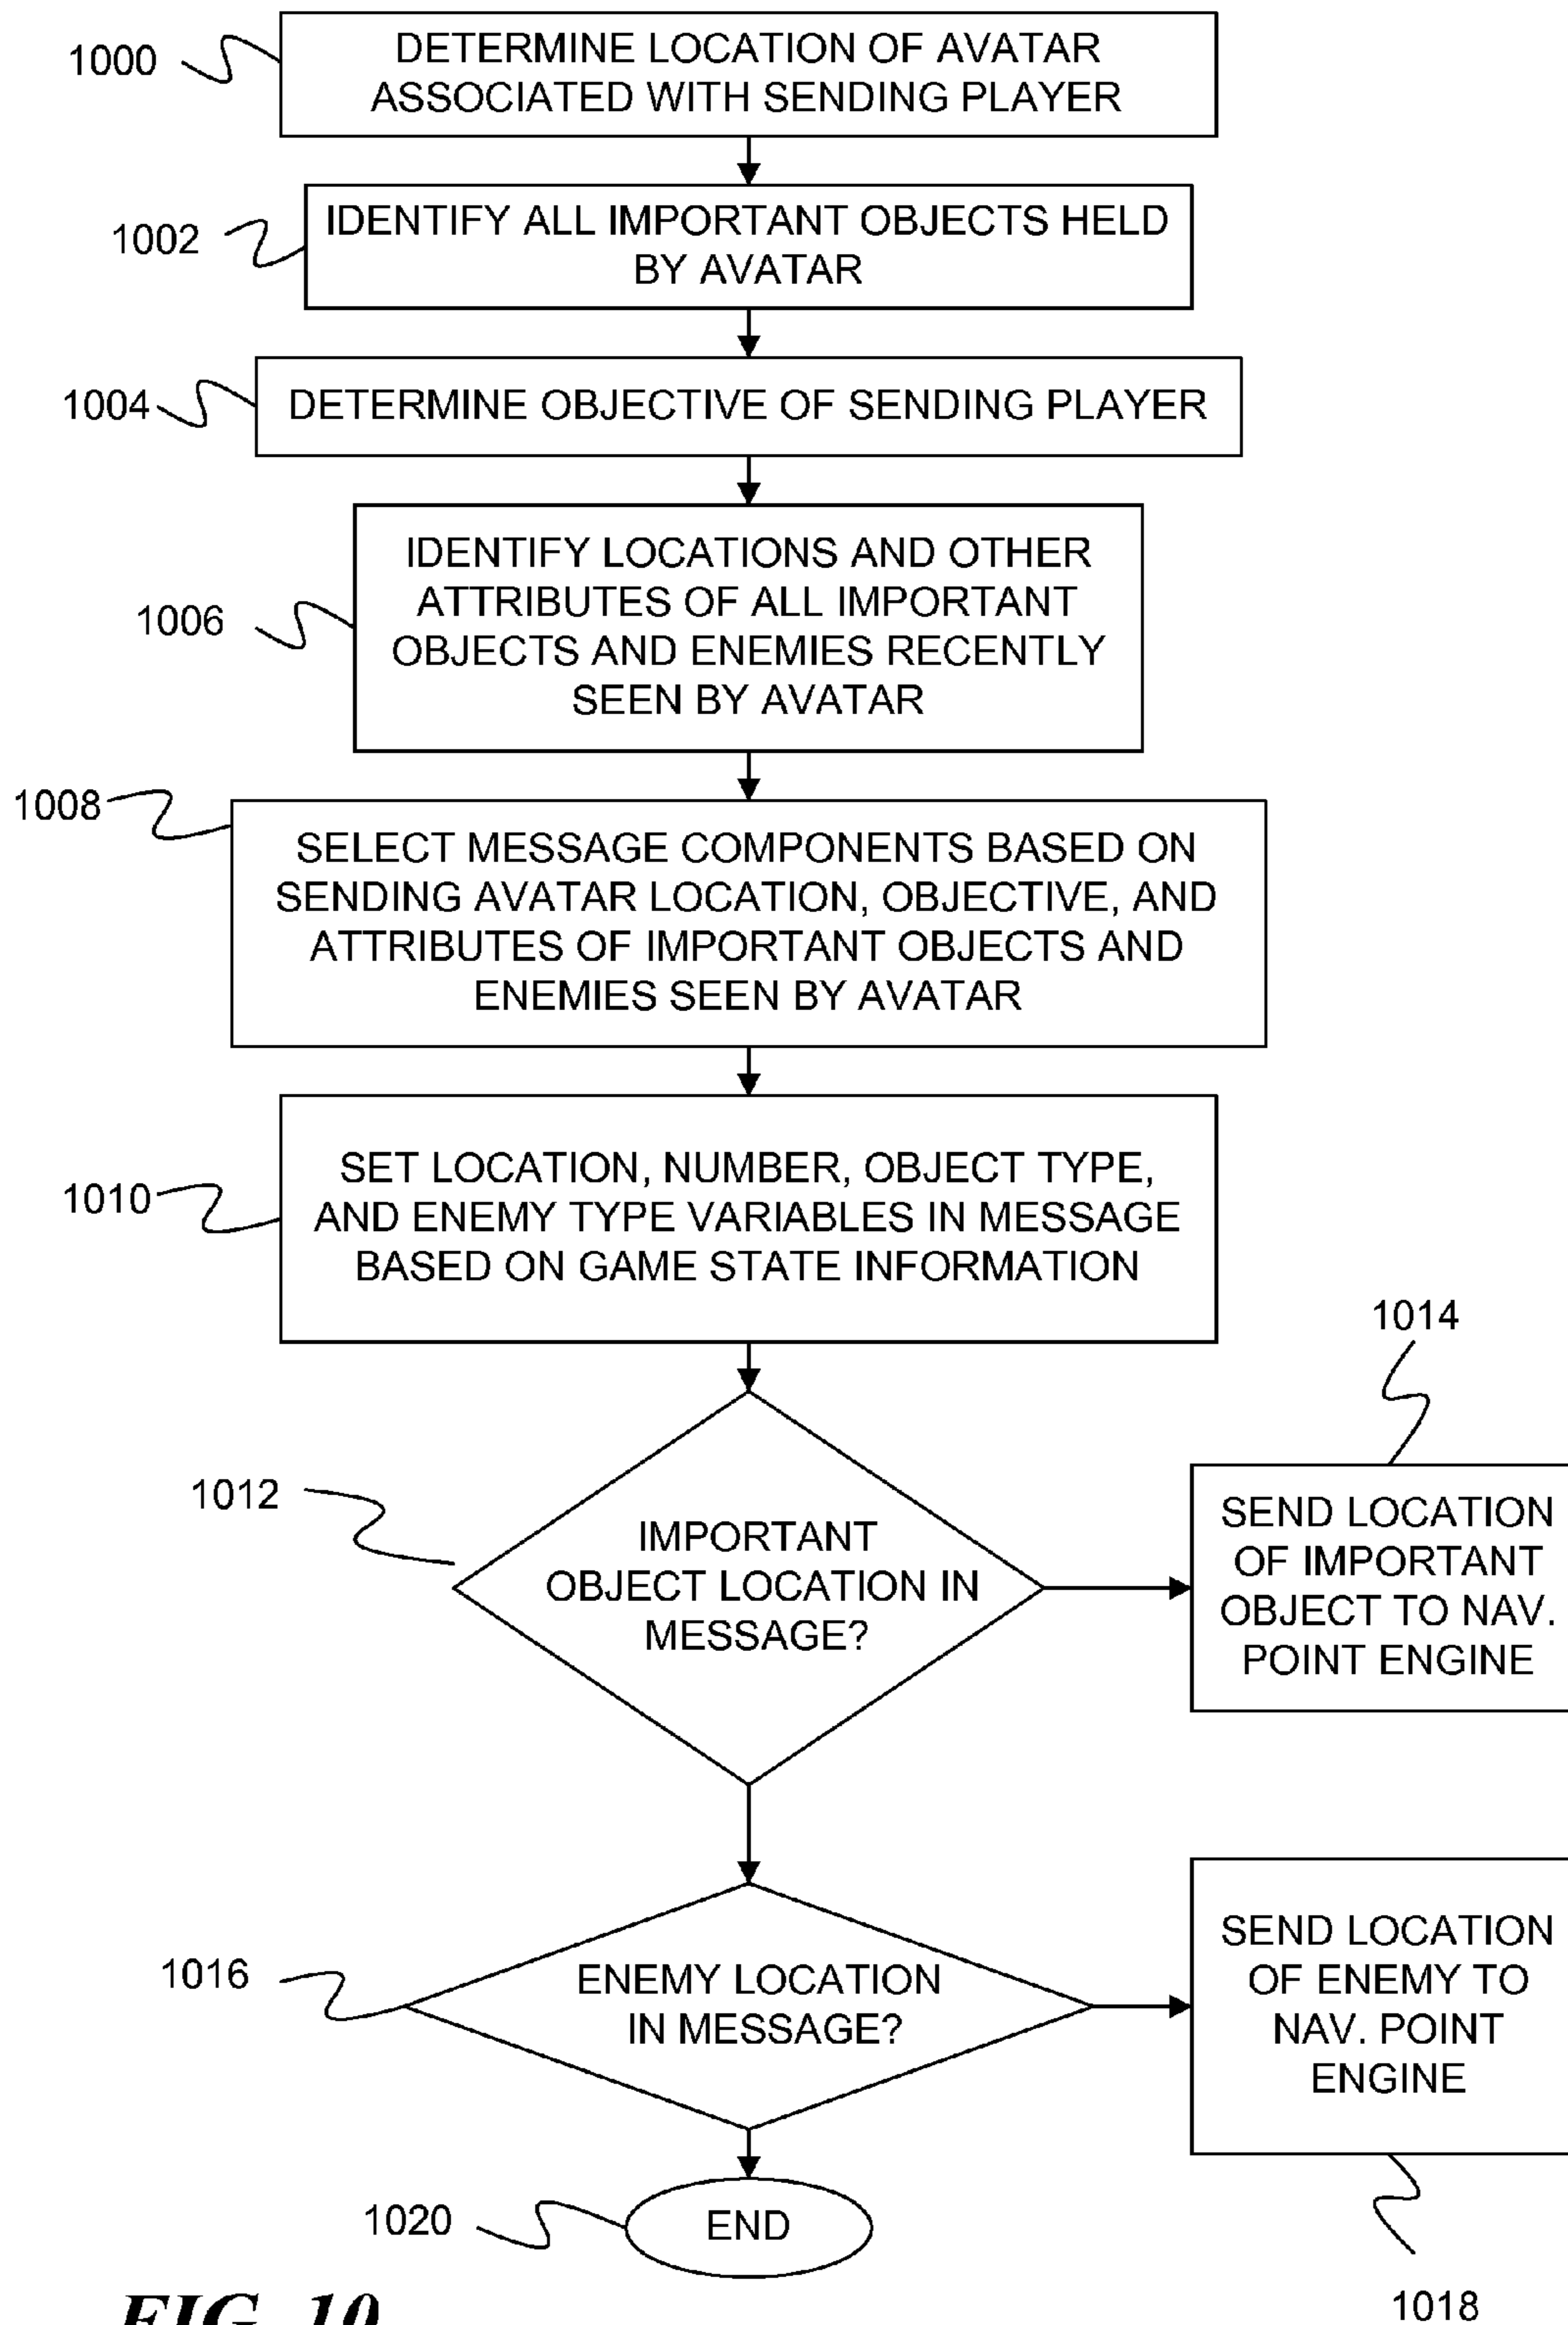 1000
DETERMINE LOCATION OF AVATAR
ASSOCIATED WITH SENDING PLAYER
1002
IDENTIFY ALL IMPORTANT OBJECTS HELD
BY AVATAR
1004
DETERMINE OBJECTIVE OF SENDING PLAYER
1006
IDENTIFY LOCATIONS AND OTHER
ATTRIBUTES OF ALL IMPORTANT
OBJECTS AND ENEMIES RECENTLY
SEEN BY AVATAR
1008
SELECT MESSAGE COMPONENTS BASED ON
SENDING AVATAR LOCATION, OBJECTIVE, AND
ATTRIBUTES OF IMPORTANT OBJECTS AND
ENEMIES SEEN BY AVATAR
1010
SET LOCATION, NUMBER, OBJECT TYPE,
AND ENEMY TYPE VARIABLES IN MESSAGE
BASED ON GAME STATE INFORMATION
1012
IMPORTANT
OBJECT LOCATION IN
MESSAGE?
1014
SEND LOCATION
OF IMPORTANT
OBJECT TO NAV.
POINT ENGINE
1016
ENEMY LOCATION
IN MESSAGE?
SEND LOCATION
OF ENEMY TO
NAV. POINT
ENGINE
1018
1020
END
FIG. 10